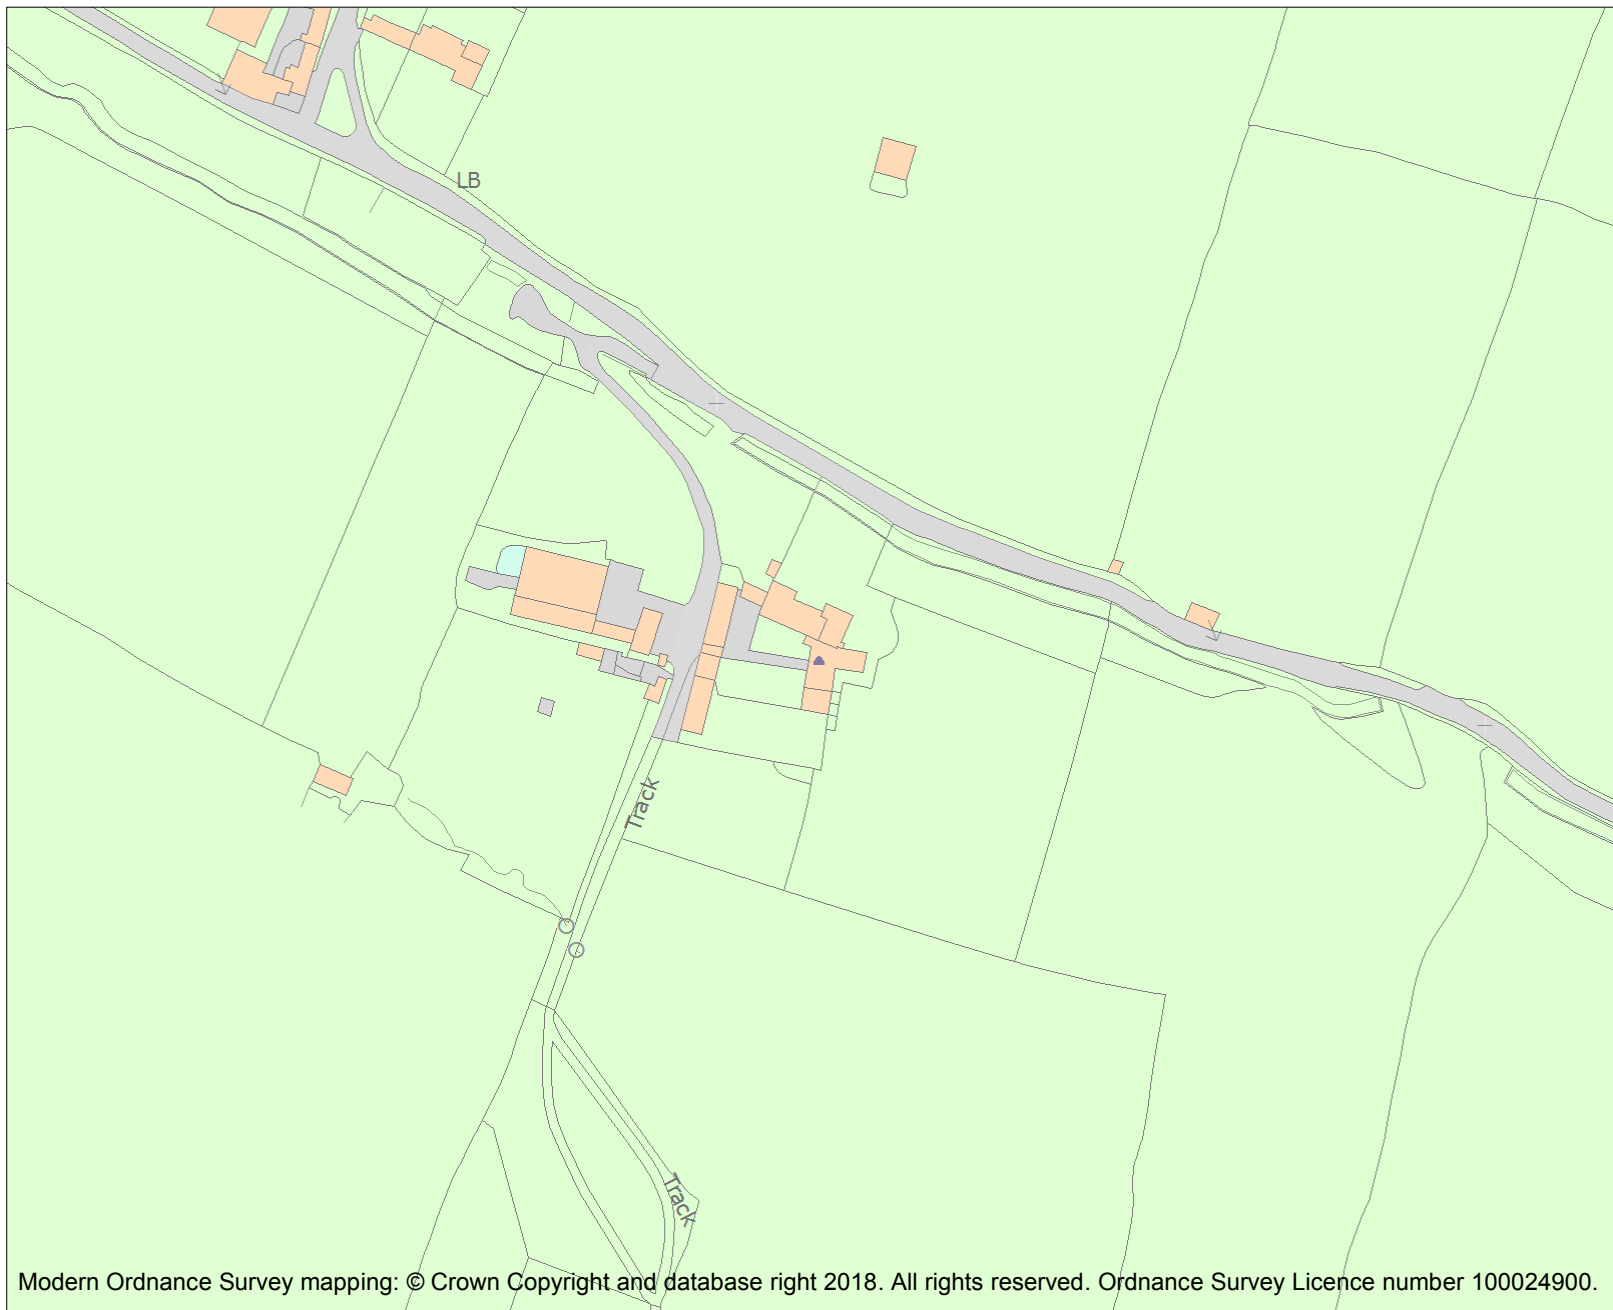 LB
Track
Track
Modern Ordnance Survey mapping: © Crown Copyright and database right 2018. All rights reserved. Ordnance Survey Licence number 100024900.